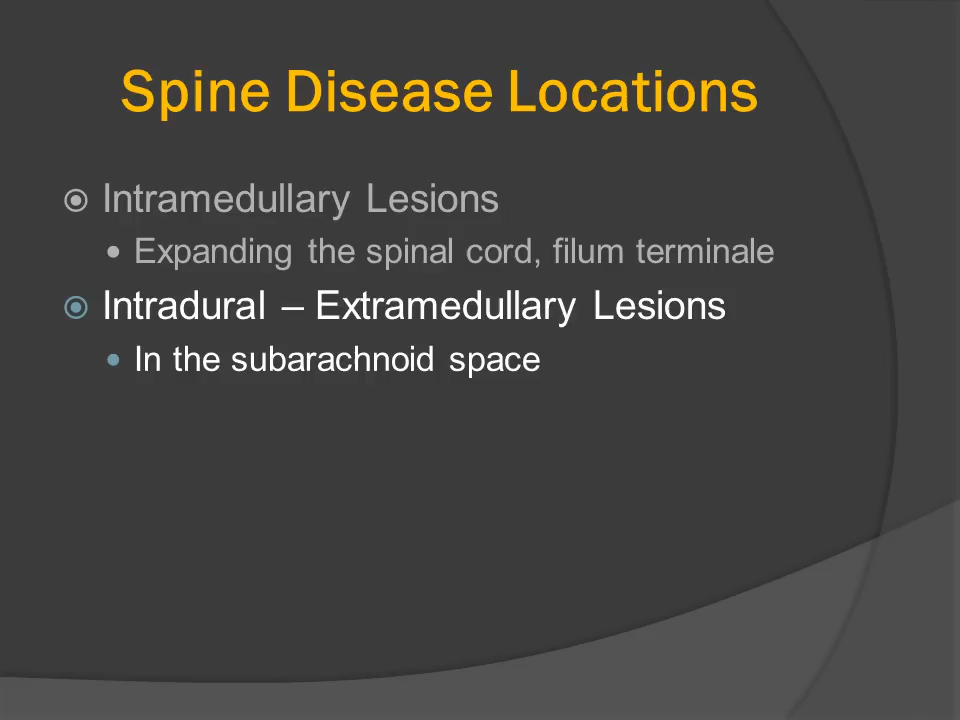 Spine Disease Locations
Intramedullary Lesions
Expanding the spinal cord, filum terminale
Intradural – Extramedullary Lesions
In the subarachnoid space